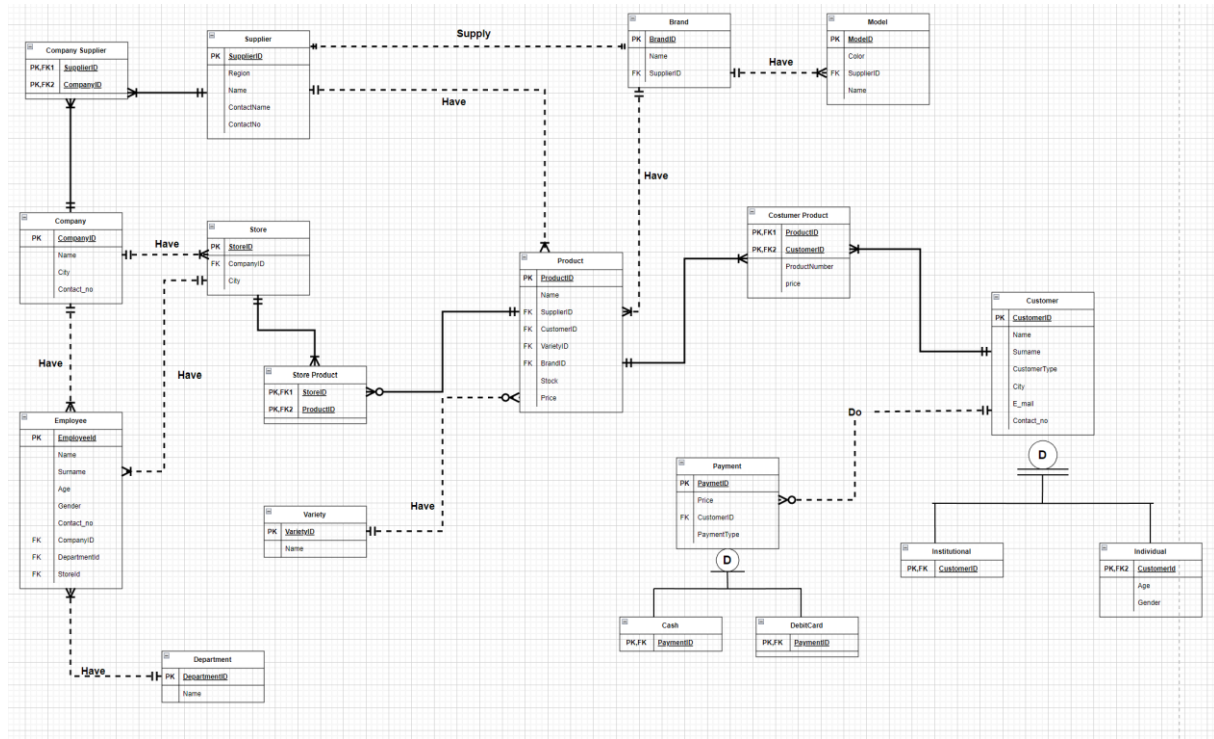 Company Supplier
PK,FK1 SupplierID
PK,FK2 CompanyID
Supplier
PK SupplierID
Region
Name
ContactName
ContactNo
Supply
Have
Brand
PK BrandID
Name
FK SupplierID
Have
Model
PK ModelID
Color
FK SupplierID
Name
Have
Company
PK CompanyID
Name
City
Contact_no
Have
Store
PK StoreID
FK CompanyID
City
Have
Have
Product
PK ProductID
Name
FK SupplierID
FK CustomerID
FK VarietyID
FK BrandID
Stock
Price
Costumer Product
PK,FK1 ProductID
PK,FK2 CustomerID
ProductNumber
price
Customer
PK CustomerID
Name
Surname
CustomerType
City
E_mail
Contact_no
D
Store Product
PK,FK1 StoreID
PK,FK2 ProductID
Employee
PK EmployeeId
Name
Surname
Age
Gender
Contact_no
FK CompanyID
FK DepartmentId
FK StoreId
Variety
PK VarietyID
Name
Have
Do
Payment
PK PaymetID
Price
FK CustomerID
PaymentType
D
Institutional
PK,FK CustomerID
Individual
PK,FK2 CustomerId
Age
Gender
Cash
PK,FK PaymentID
DebitCard
PK,FK PaymentID
Have
Department
PK DepartmentID
Name